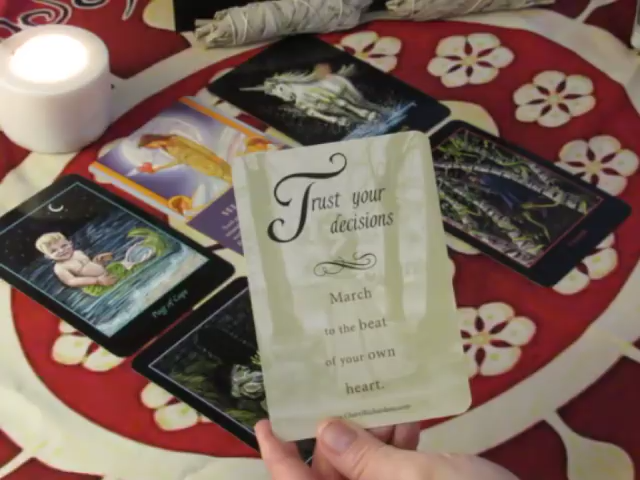 Trust your
decisions
March
to the beat
of your own
heart.
Page of Cups